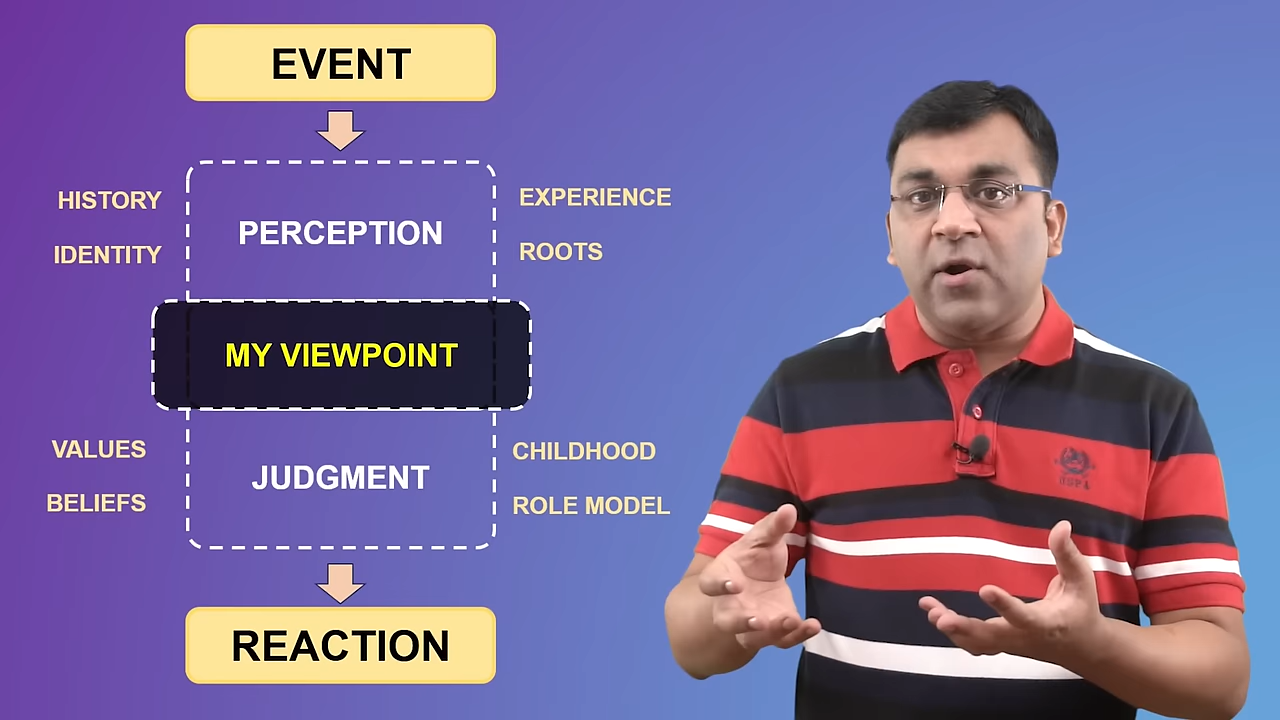 EVENT
HISTORY
EXPERIENCE
PERCEPTION
IDENTITY
ROOTS
MY VIEWPOINT
VALUES
CHILDHOOD
JUDGMENT
BELIEFS
ROLE MODEL
REACTION